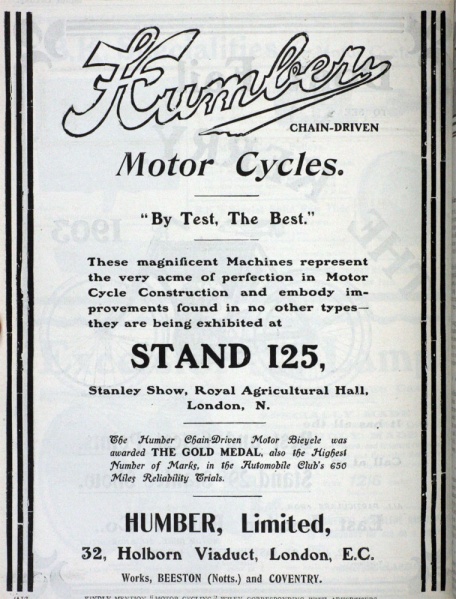 Humber
CHAIN-DRIVEN
Motor Cycles.
"By Test, The Best."
These magnificent Machines represent
the very acme of perfection in Motor
Cycle Construction and embody im-
provements found in no other types—
they are being exhibited at
STAND 125,
Stanley Show, Royal Agricultural Hall,
London, N.
The Humber Chain-Driven Motor Bicycle was
awarded THE GOLD MEDAL, also the Highest
Number of Marks, in the Automobile Club's 650
Miles Reliability Trials.
HUMBER, Limited,
32, Holborn Viaduct, London, E.C.
Works, BEESTON (Notts.) and COVENTRY.